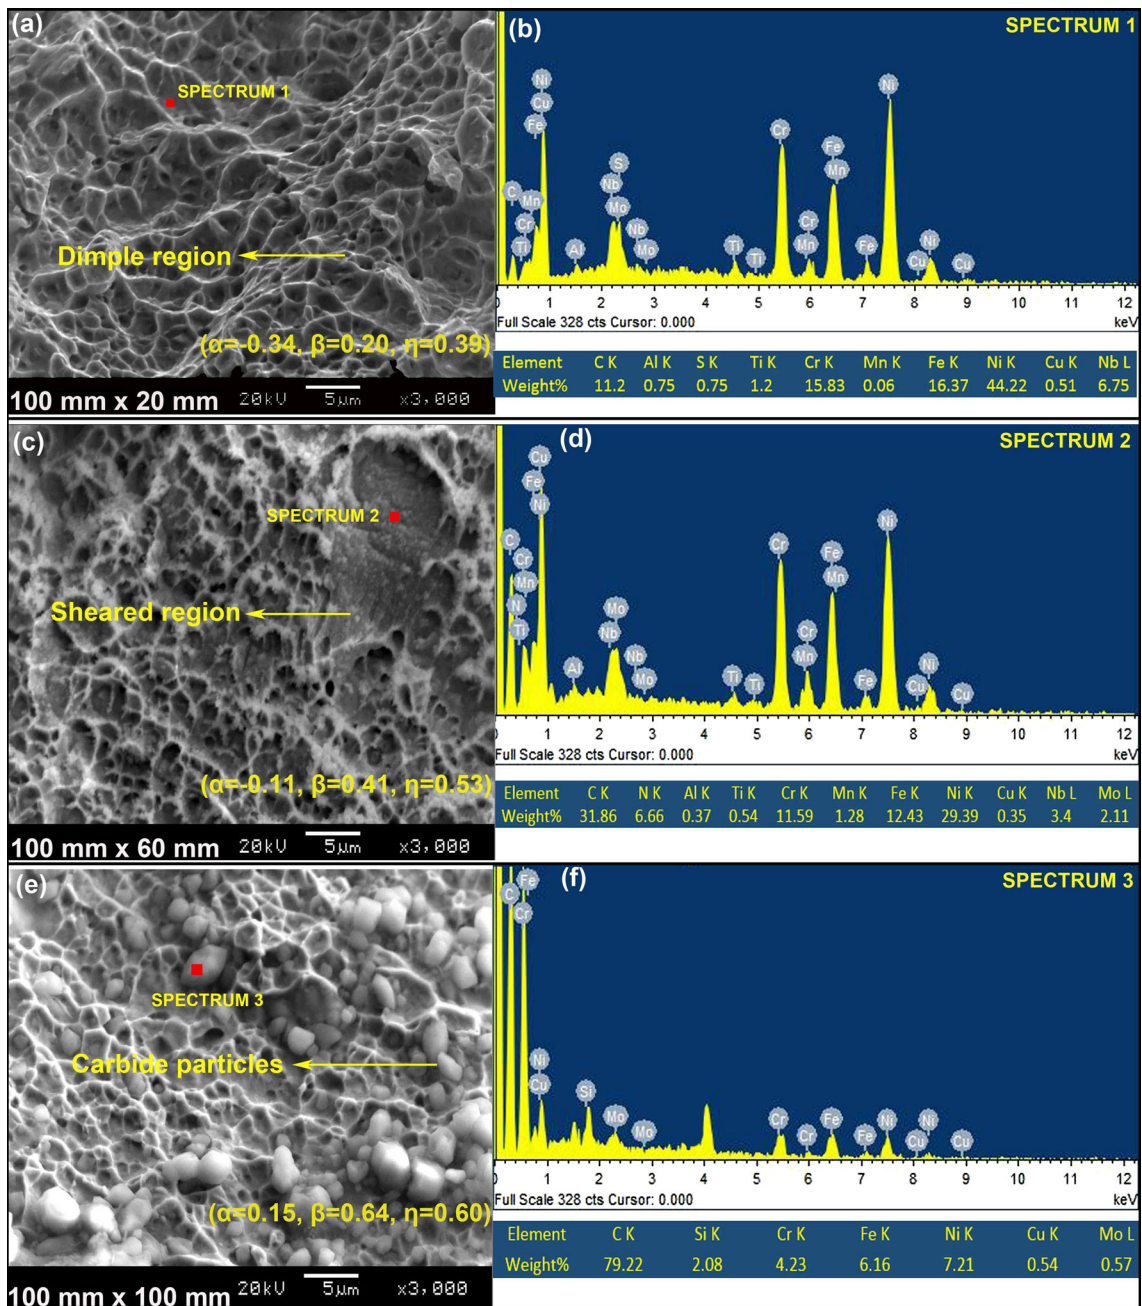 (a)
SPECTRUM 1
Dimple region
(α=-0.34, β=0.20, η=0.39)
100 mm x 20 mm 20kV 5μm x3,000
(b) SPECTRUM 1
Ni
Cu
Fe
C
Mn
Cr
Ti
Al
S
Nb
Mo
Nb
Mo
Ti
Ti
Cr
Cr
Mn
Fe
Mn
Fe
Ni
Cu
Ni
Cu
0 1 2 3 4 5 6 7 8 9 10 11 12
Full Scale 328 cts Cursor: 0.000 keV
Element C K Al K S K Ti K Cr K Mn K Fe K Ni K Cu K Nb L
Weight% 11.2 0.75 0.75 1.2 15.83 0.06 16.37 44.22 0.51 6.75
(c)
SPECTRUM 2
Sheared region
(α=-0.11, β=0.41, η=0.53)
100 mm x 60 mm 20kV 5μm x3,000
(d) SPECTRUM 2
Cu
Fe
Ni
C
Cr
Mn
N
Ti
Al
Mo
Nb
Nb
Mo
Ti
Ti
Cr
Cr
Mn
Fe
Mn
Fe
Ni
Cu
Ni
Cu
0 1 2 3 4 5 6 7 8 9 10 11 12
Full Scale 328 cts Cursor: 0.000 keV
Element C K N K Al K Ti K Cr K Mn K Fe K Ni K Cu K Nb L Mo L
Weight% 31.86 6.66 0.37 0.54 11.59 1.28 12.43 29.39 0.35 3.4 2.11
(e)
SPECTRUM 3
Carbide particles
(α=0.15, β=0.64, η=0.60)
100 mm x 100 mm 20kV 5μm x3,000
(f) SPECTRUM 3
C
Fe
Cr
Ni
Cu
Si
Mo
Mo
Cr
Cr
Fe
Fe
Ni
Cu
Ni
Cu
0 1 2 3 4 5 6 7 8 9 10 11 12
Full Scale 328 cts Cursor: 0.000 keV
Element C K Si K Cr K Fe K Ni K Cu K Mo L
Weight% 79.22 2.08 4.23 6.16 7.21 0.54 0.57